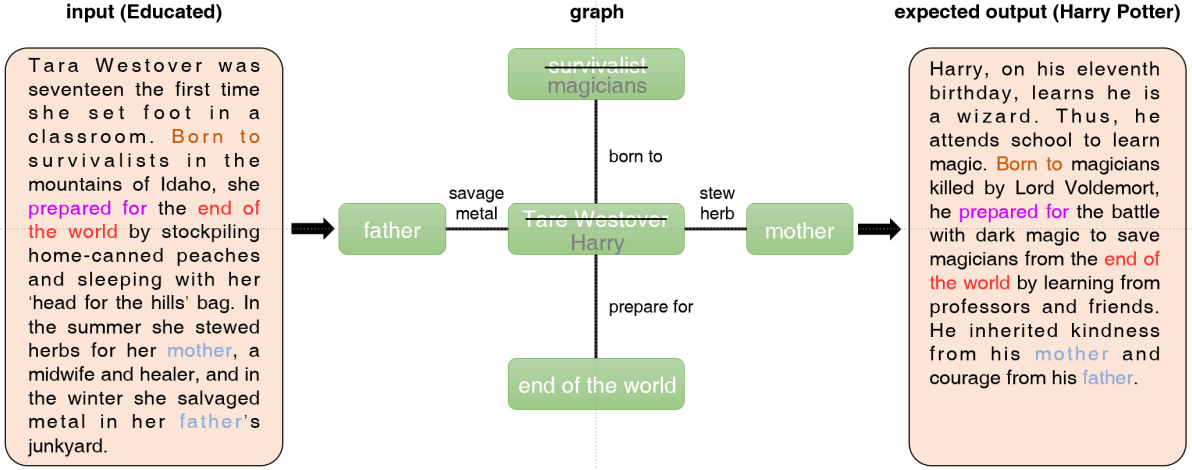 input (Educated)
Tara Westover was
seventeen the first time
she set foot in a
classroom. Born to
survivalists in the
mountains of Idaho, she
prepared for the end of
the world by stockpiling
home-canned peaches
and sleeping with her
'head for the hills' bag. In
the summer she stewed
herbs for her mother, a
midwife and healer, and in
the winter she salvaged
metal in her father's
junkyard.
graph
survivalist
magicians
born to
savage
metal
stew
herb
father
Tare Westover
Harry
mother
prepare for
end of the world
expected output (Harry Potter)
Harry, on his eleventh
birthday, learns he is
a wizard. Thus, he
attends school to learn
magic. Born to magicians
killed by Lord Voldemort,
he prepared for the battle
with dark magic to save
magicians from the end of
the world by learning from
professors and friends.
He inherited kindness
from his mother and
courage from his father.